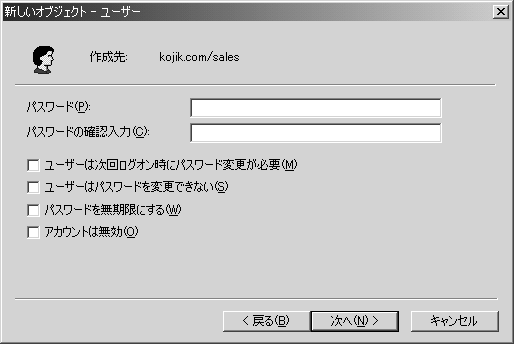 新しいオブジェクト - ユーザー
作成先: kojik.com/sales
パスワード(P):
パスワードの確認入力(C):
ユーザーは次回ログオン時にパスワード変更が必要(M)
ユーザーはパスワードを変更できない(S)
パスワードを無期限にする(W)
アカウントは無効(O)
< 戻る(B) 次へ(N) > キャンセル